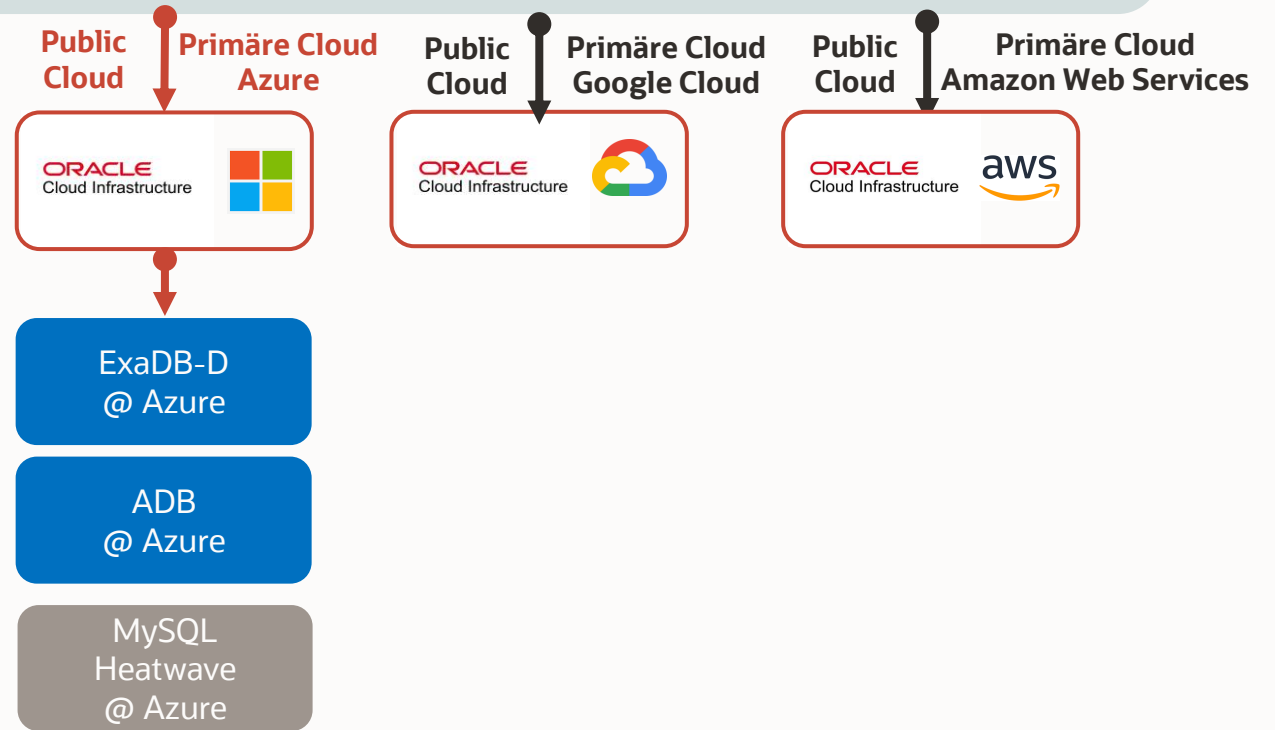 Public
Cloud
Primäre Cloud
Azure
Public
Cloud
Primäre Cloud
Google Cloud
Public
Cloud
Primäre Cloud
Amazon Web Services
ORACLE
Cloud Infrastructure
ORACLE
Cloud Infrastructure
ORACLE
Cloud Infrastructure
aws
ExaDB-D
@ Azure
ADB
@ Azure
MySQL
Heatwave
@ Azure